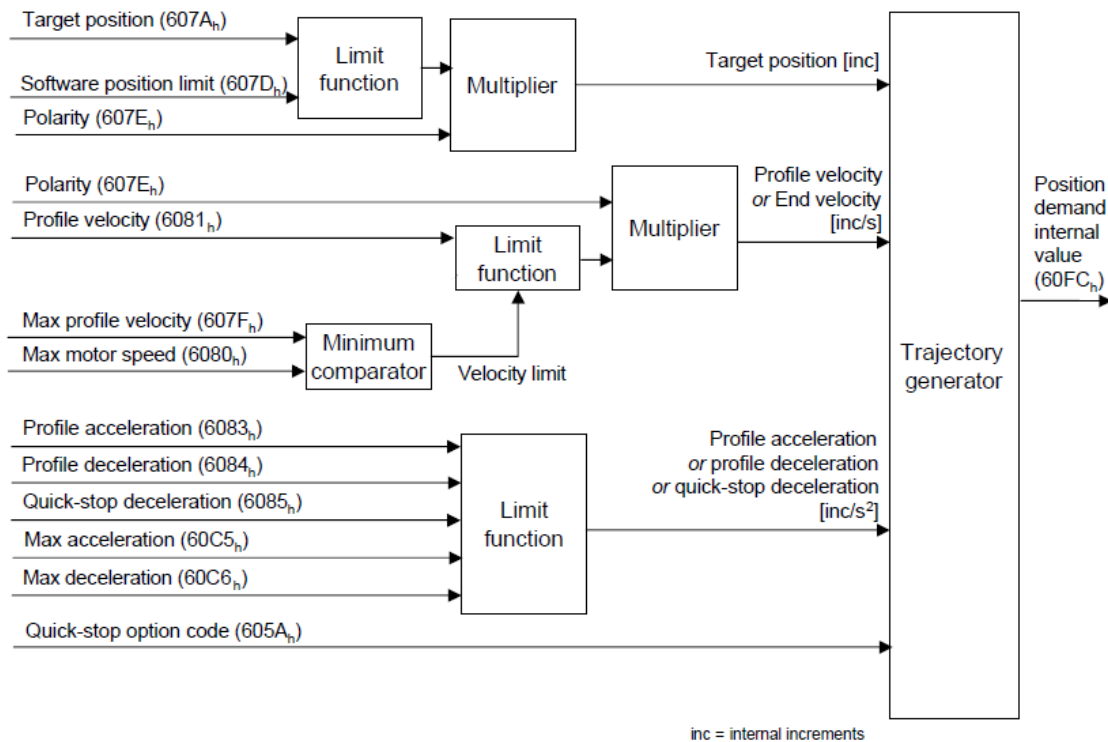 Target position (607Ah)
Software position limit (607Dh)
Polarity (607Eh)
Limit
function
Multiplier
Target position [inc]
Polarity (607Eh)
Profile velocity (6081h)
Limit
function
Multiplier
Profile velocity
or End velocity
[inc/s]
Max profile velocity (607Fh)
Max motor speed (6080h)
Minimum
comparator
Velocity limit
Profile acceleration (6083h)
Profile deceleration (6084h)
Quick-stop deceleration (6085h)
Max acceleration (60C5h)
Max deceleration (60C6h)
Limit
function
Profile acceleration
or profile deceleration
or quick-stop deceleration
[inc/s²]
Quick-stop option code (605Ah)
Trajectory
generator
Position
demand
internal
value
(60FCh)
inc = internal increments